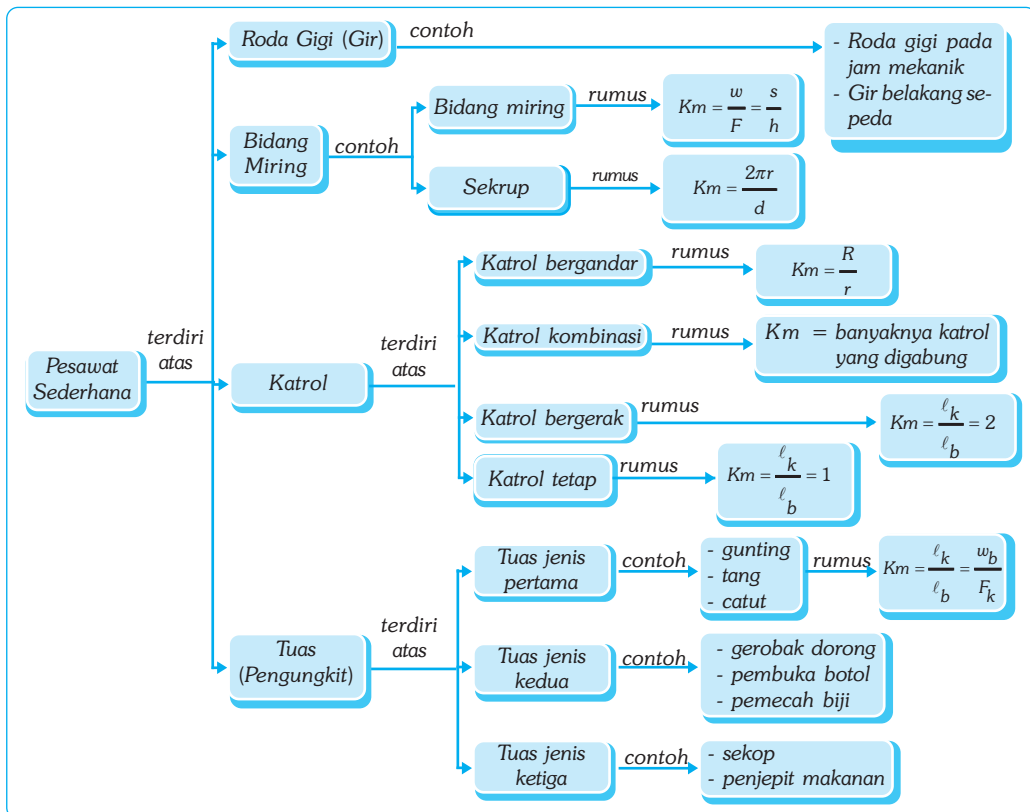 Pesawat
Sederhana
terdiri
atas
Roda Gigi (Gir)
contoh
- Roda gigi pada
jam mekanik
- Gir belakang se-
peda
Bidang
Miring
contoh
Bidang miring
rumus
Km = w/F = s/h
Sekrup
rumus
Km = 2πr/d
Katrol
terdiri
atas
Katrol bergandar
rumus
Km = R/r
Katrol kombinasi
rumus
Km = banyaknya katrol
yang digabung
Katrol bergerak
rumus
Km = ℓk/ℓb = 2
Katrol tetap
rumus
Km = ℓk/ℓb = 1
Tuas
(Pengungkit)
terdiri
atas
Tuas jenis
pertama
contoh
- gunting
- tang
- catut
rumus
Km = ℓk/ℓb = wb/Fk
Tuas jenis
kedua
contoh
- gerobak dorong
- pembuka botol
- pemecah biji
Tuas jenis
ketiga
contoh
- sekop
- penjepit makanan